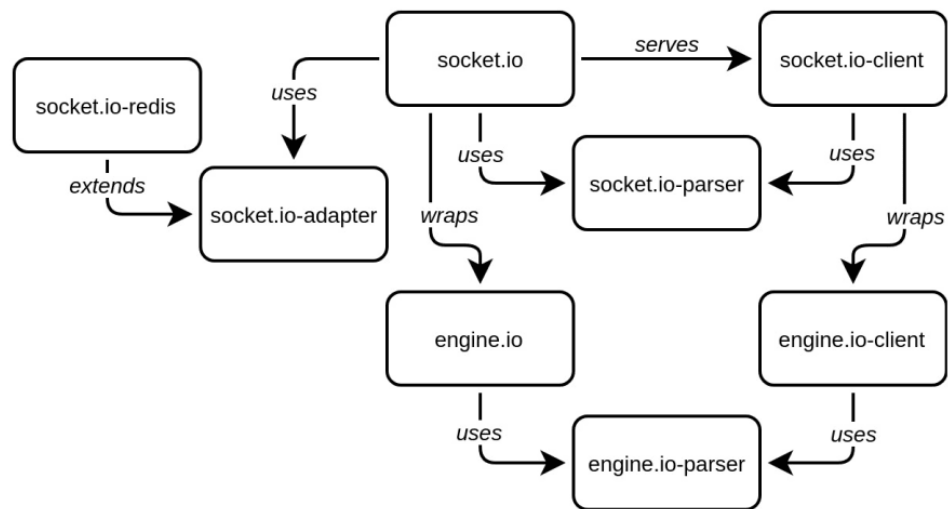 socket.io
serves
socket.io-client
socket.io-redis
uses
extends
socket.io-adapter
uses
socket.io-parser
uses
wraps
wraps
engine.io
engine.io-client
uses
engine.io-parser
uses